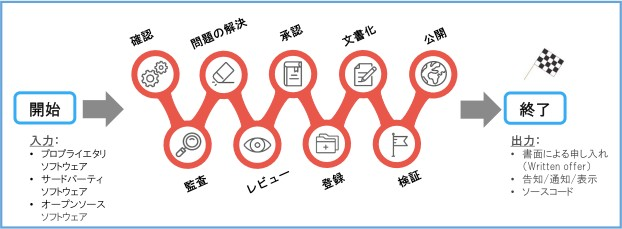 確認
問題の解決
承認
文書化
公開
開始
終了
監査
レビュー
登録
検証
入力:
• プロプライエタリ
ソフトウェア
• サードパーティ
ソフトウェア
• オープンソース
ソフトウェア
出力:
• 書面による申し入れ
(Written offer)
• 告知/通知/表示
• ソースコード